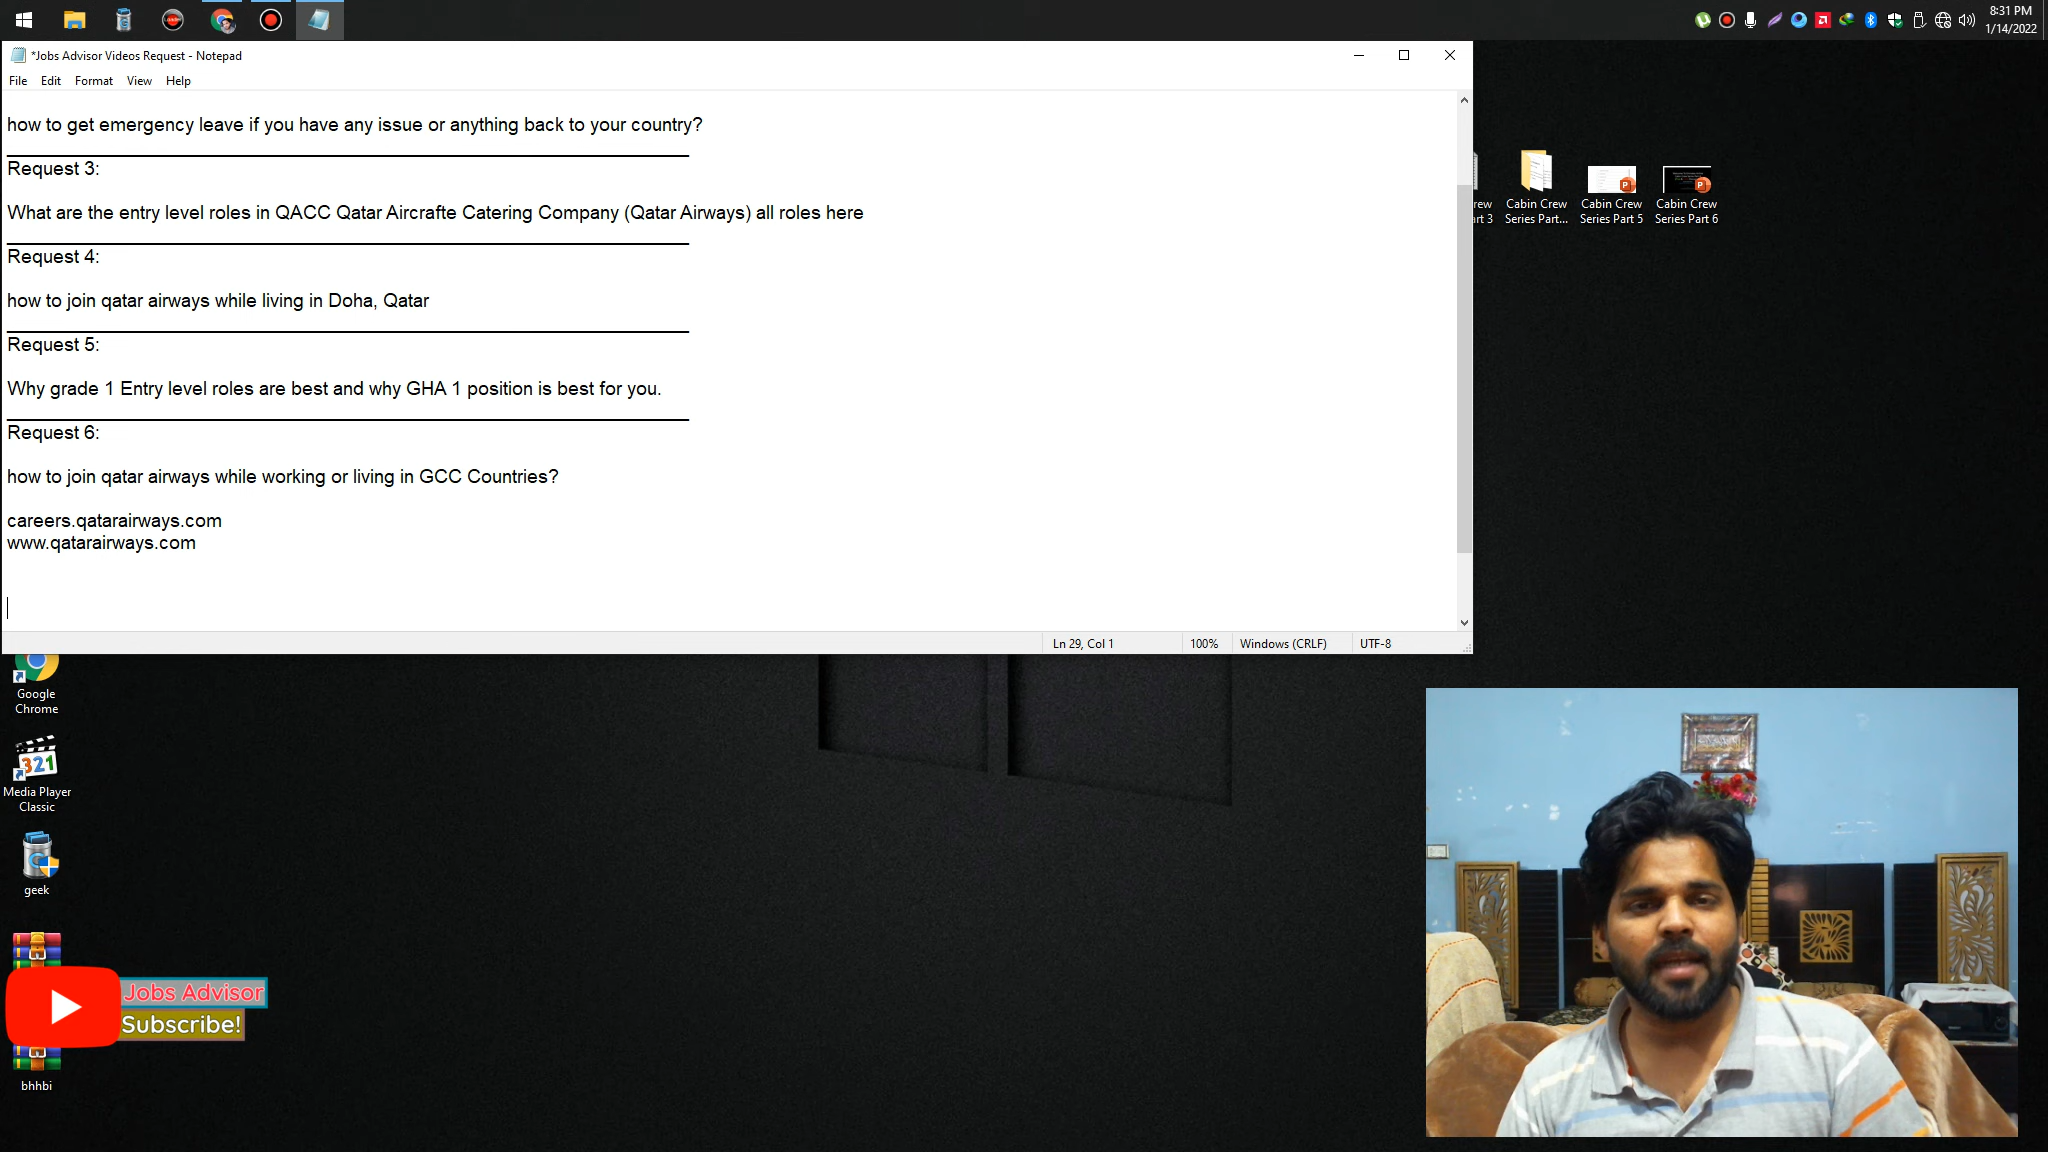 8:31 PM
1/14/2022
*Jobs Advisor Videos Request - Notepad
File Edit Format View Help
how to get emergency leave if you have any issue or anything back to your country?
Request 3:
What are the entry level roles in QACC Qatar Aircrafte Catering Company (Qatar Airways) all roles here
Request 4:
how to join qatar airways while living in Doha, Qatar
Request 5:
Why grade 1 Entry level roles are best and why GHA 1 position is best for you.
Request 6:
how to join qatar airways while working or living in GCC Countries?
careers.qatarairways.com
www.qatarairways.com
Ln 29, Col 1 100% Windows (CRLF) UTF-8
rew
art 3
Cabin Crew
Series Part...
Cabin Crew
Series Part 5
Cabin Crew
Series Part 6
Google
Chrome
321
Media Player
Classic
geek
Jobs Advisor
Subscribe!
bhhbi